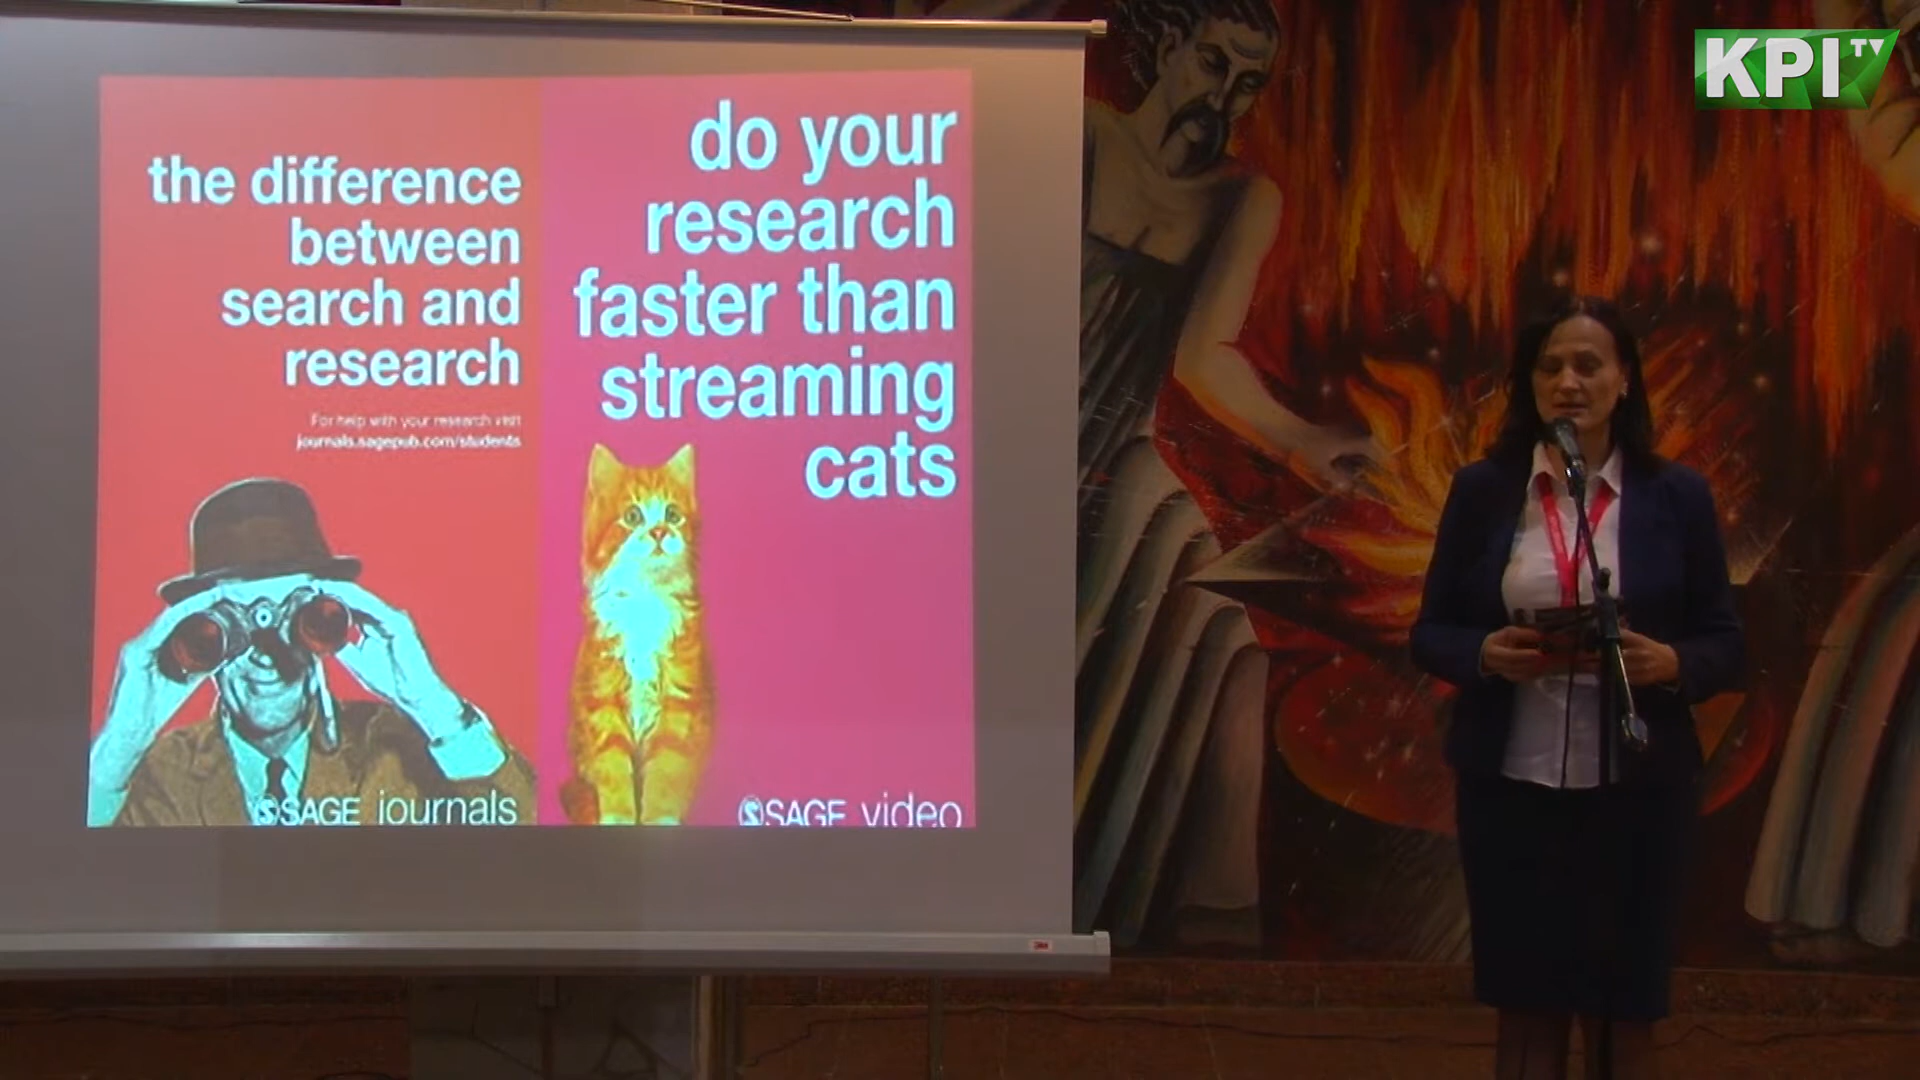 the difference
between
search and
research
For help with your research visit
journals.sagepub.com/students
SAGE journals
do your
research
faster than
streaming
cats
SAGE video
KPI TV
3M